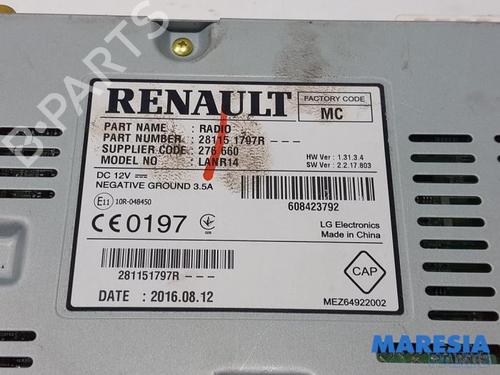 RENAULT
FACTORY CODE
MC
PART NAME : RADIO
PART NUMBER : 28115 1797R - - -
SUPPLIER CODE : 276 660
MODEL NO : LANR14
HW Ver : 1.31.3.4
SW Ver : 2.2.17.803
DC 12V
NEGATIVE GROUND 3.5A
E11 10R-048450
608423792
CE0197
LG Electronics
Made in China
281151797R - - -
CAP
DATE : 2016.08.12
MEZ64922002
B-PARTS
MARESIA